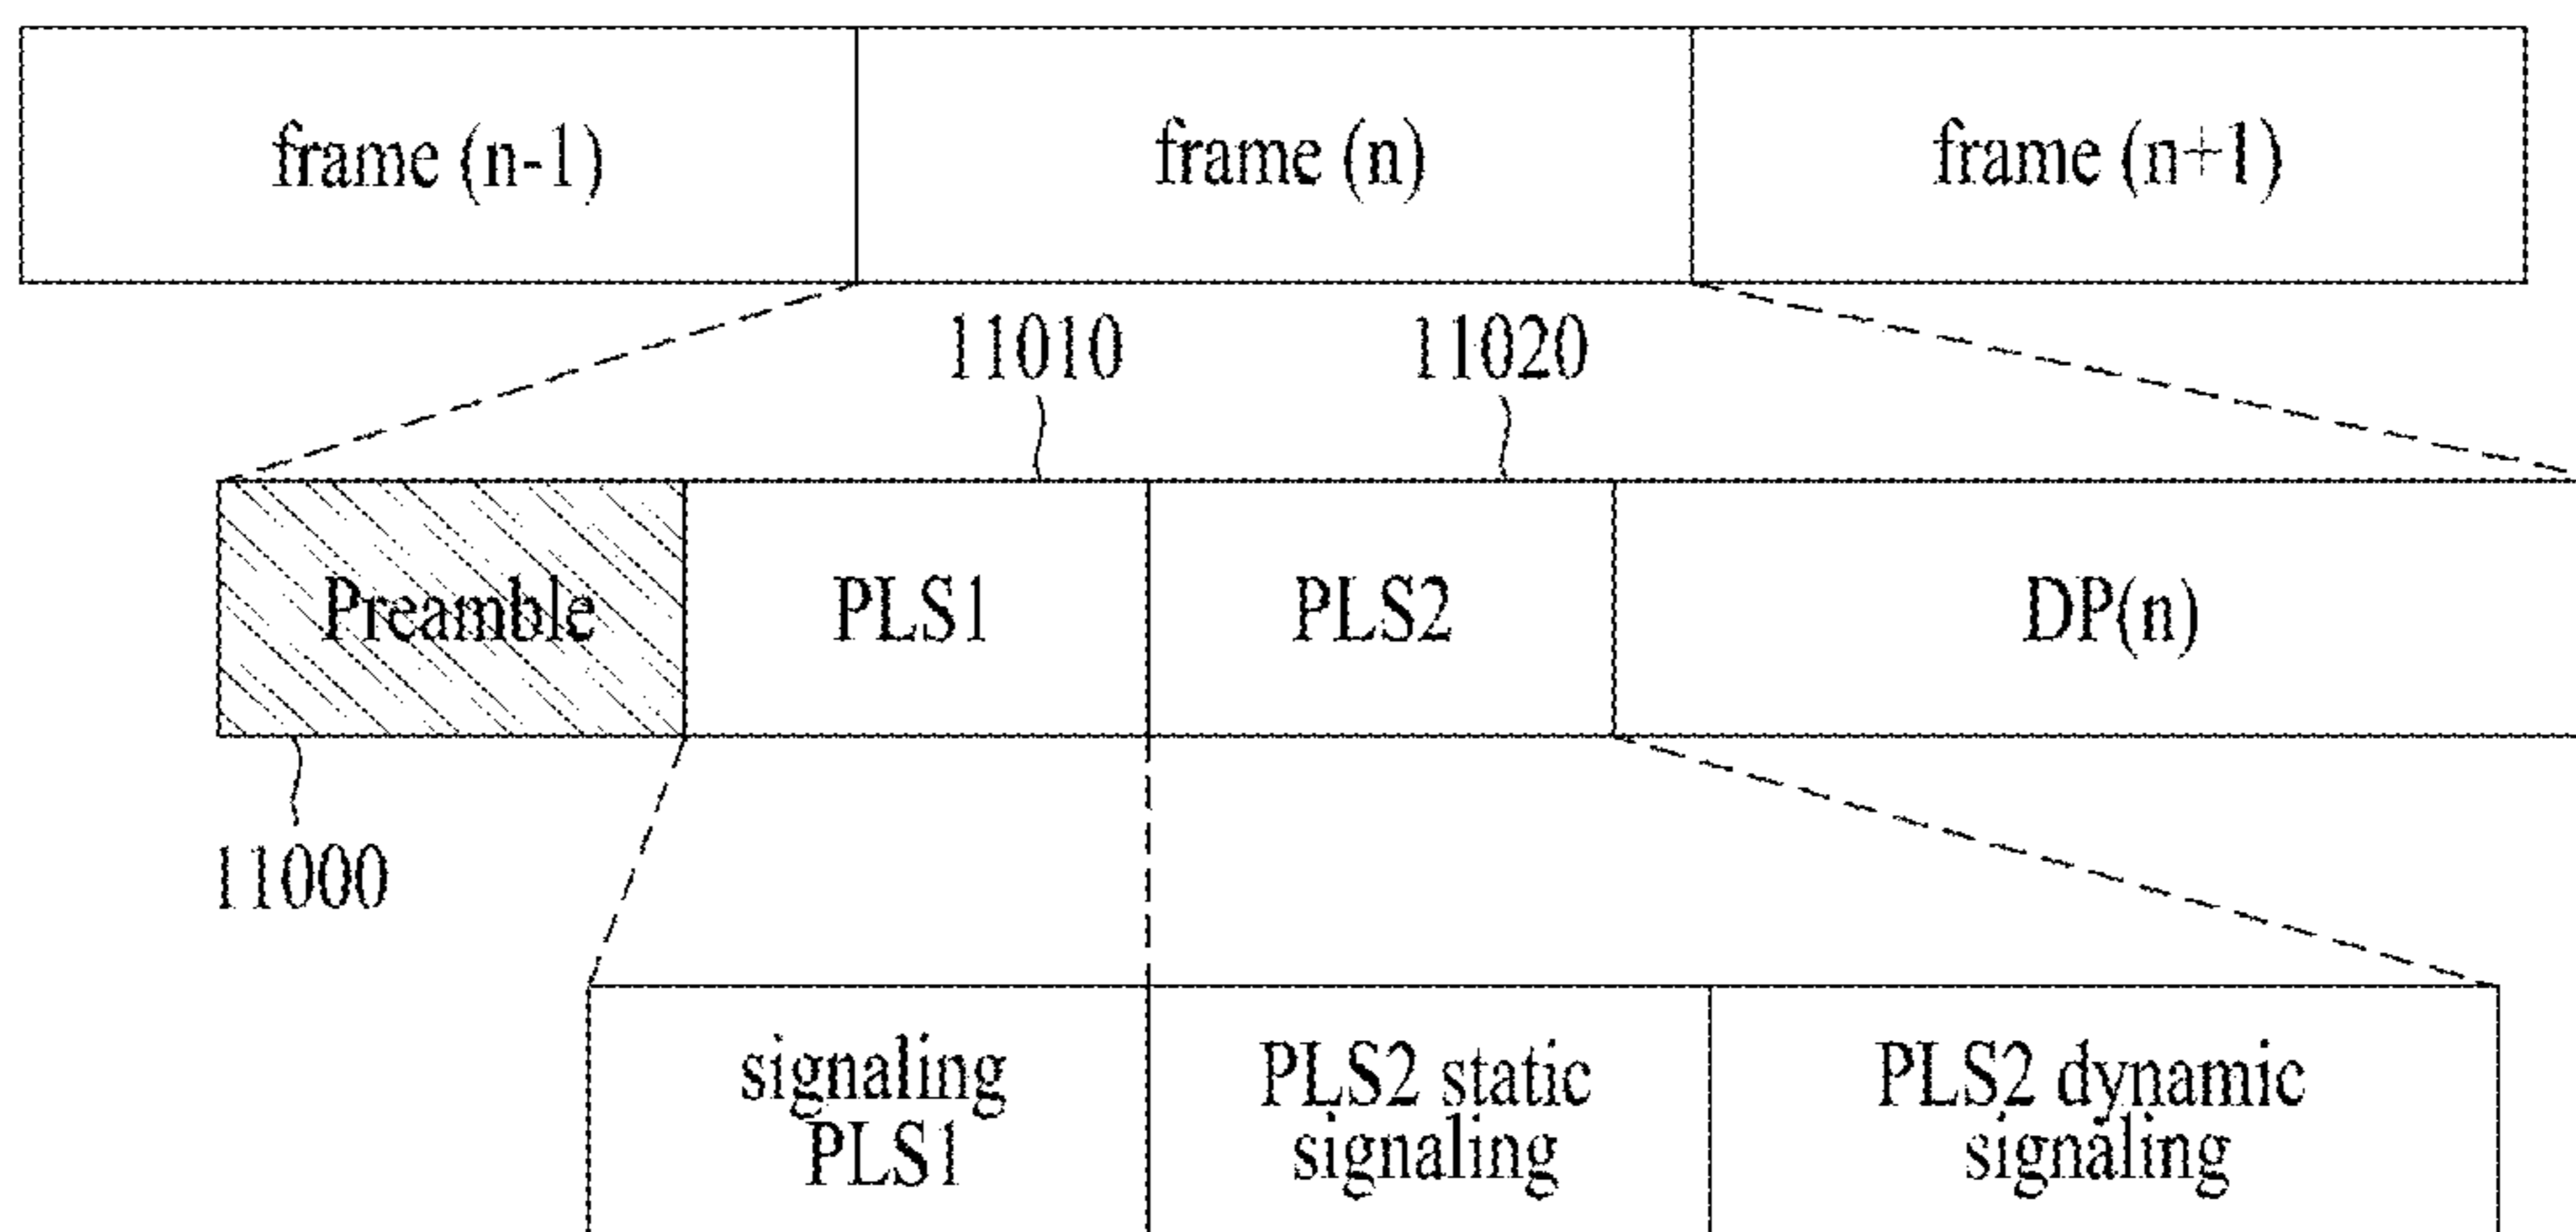 frame (n-1)
frame (n)
frame (n+1)
11010
11020
Preamble
PLS1
PLS2
DP(n)
11000
signaling
PLS1
PLS2 static
signaling
PLS2 dynamic
signaling